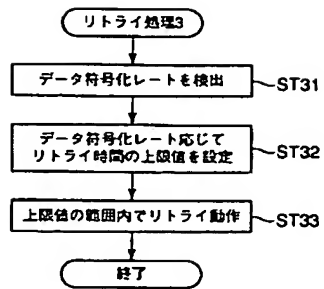 リトライ処理3
データ符号化レートを検出
ST31
データ符号化レート応じて
リトライ時間の上限値を設定
ST32
上限値の範囲内でリトライ動作
ST33
終了